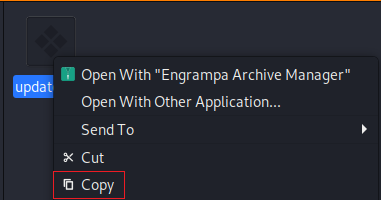 updat
Open With "Engrampa Archive Manager"
Open With Other Application...
Send To
Cut
Copy